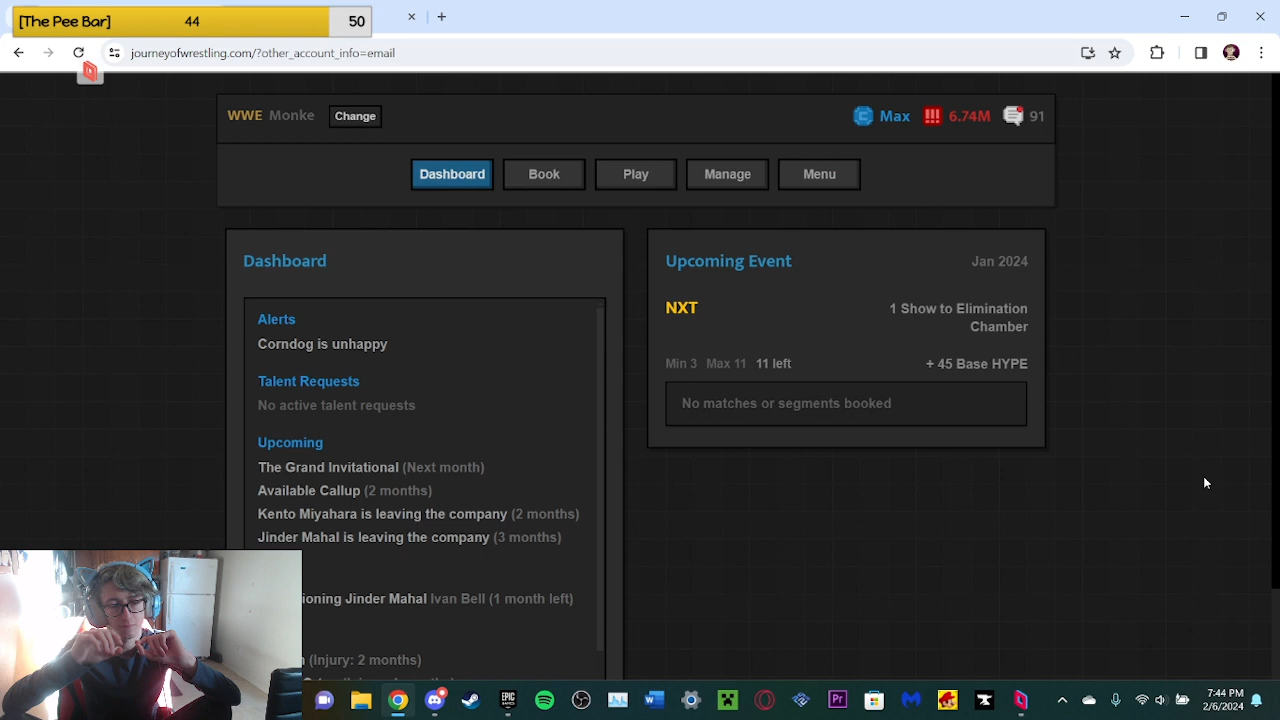 [The Pee Bar] 44 50
journeyofwrestling.com/?other_account_info=email
WWE Monke Change Max 6.74M 91
Dashboard Book Play Manage Menu
Dashboard
Alerts
Corndog is unhappy
Talent Requests
No active talent requests
Upcoming
The Grand Invitational (Next month)
Available Callup (2 months)
Kento Miyahara is leaving the company (2 months)
Jinder Mahal is leaving the company (3 months)
ioning Jinder Mahal Ivan Bell (1 month left)
(Injury: 2 months)
Upcoming Event Jan 2024
NXT 1 Show to Elimination
Chamber
Min 3 Max 11 11 left + 45 Base HYPE
No matches or segments booked
EPIC GAMES
W
Pr
7:44 PM
2/6/2024